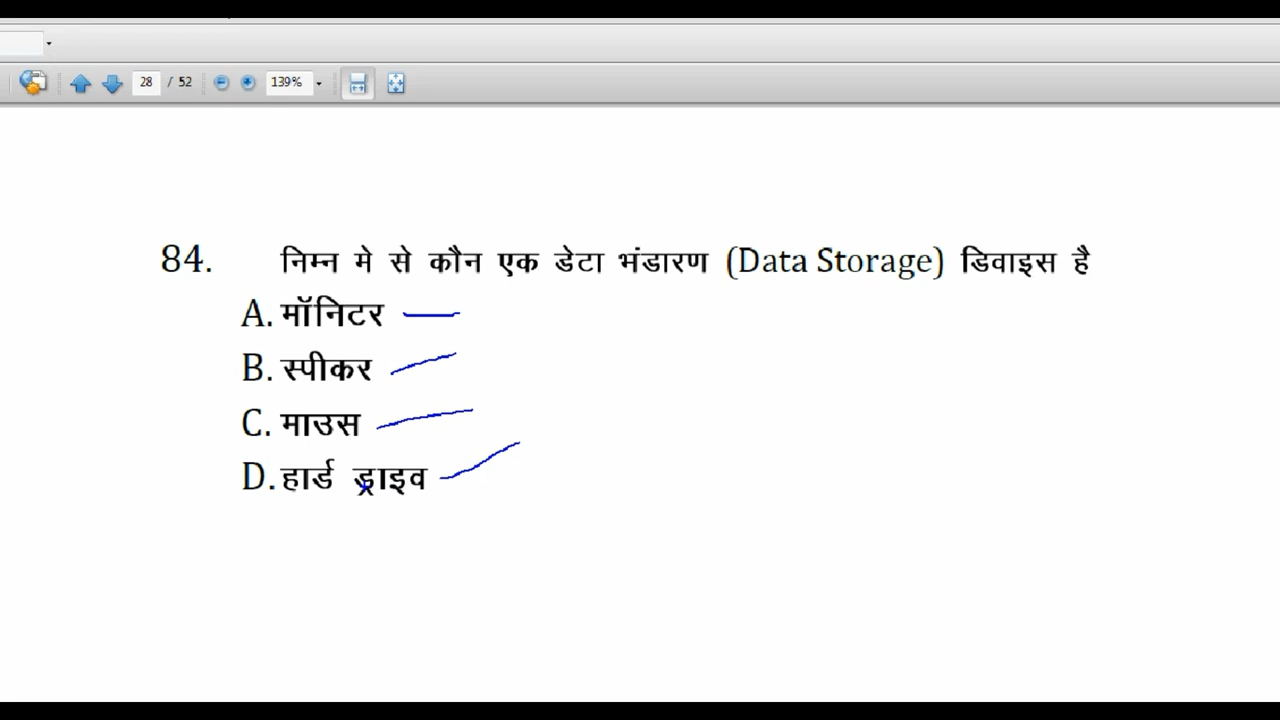 28 / 52 139%
84. निम्न मे से कौन एक डेटा भंडारण (Data Storage) डिवाइस है
A. मॉनिटर
B. स्पीकर
C. माउस
D. हार्ड ड्राइव